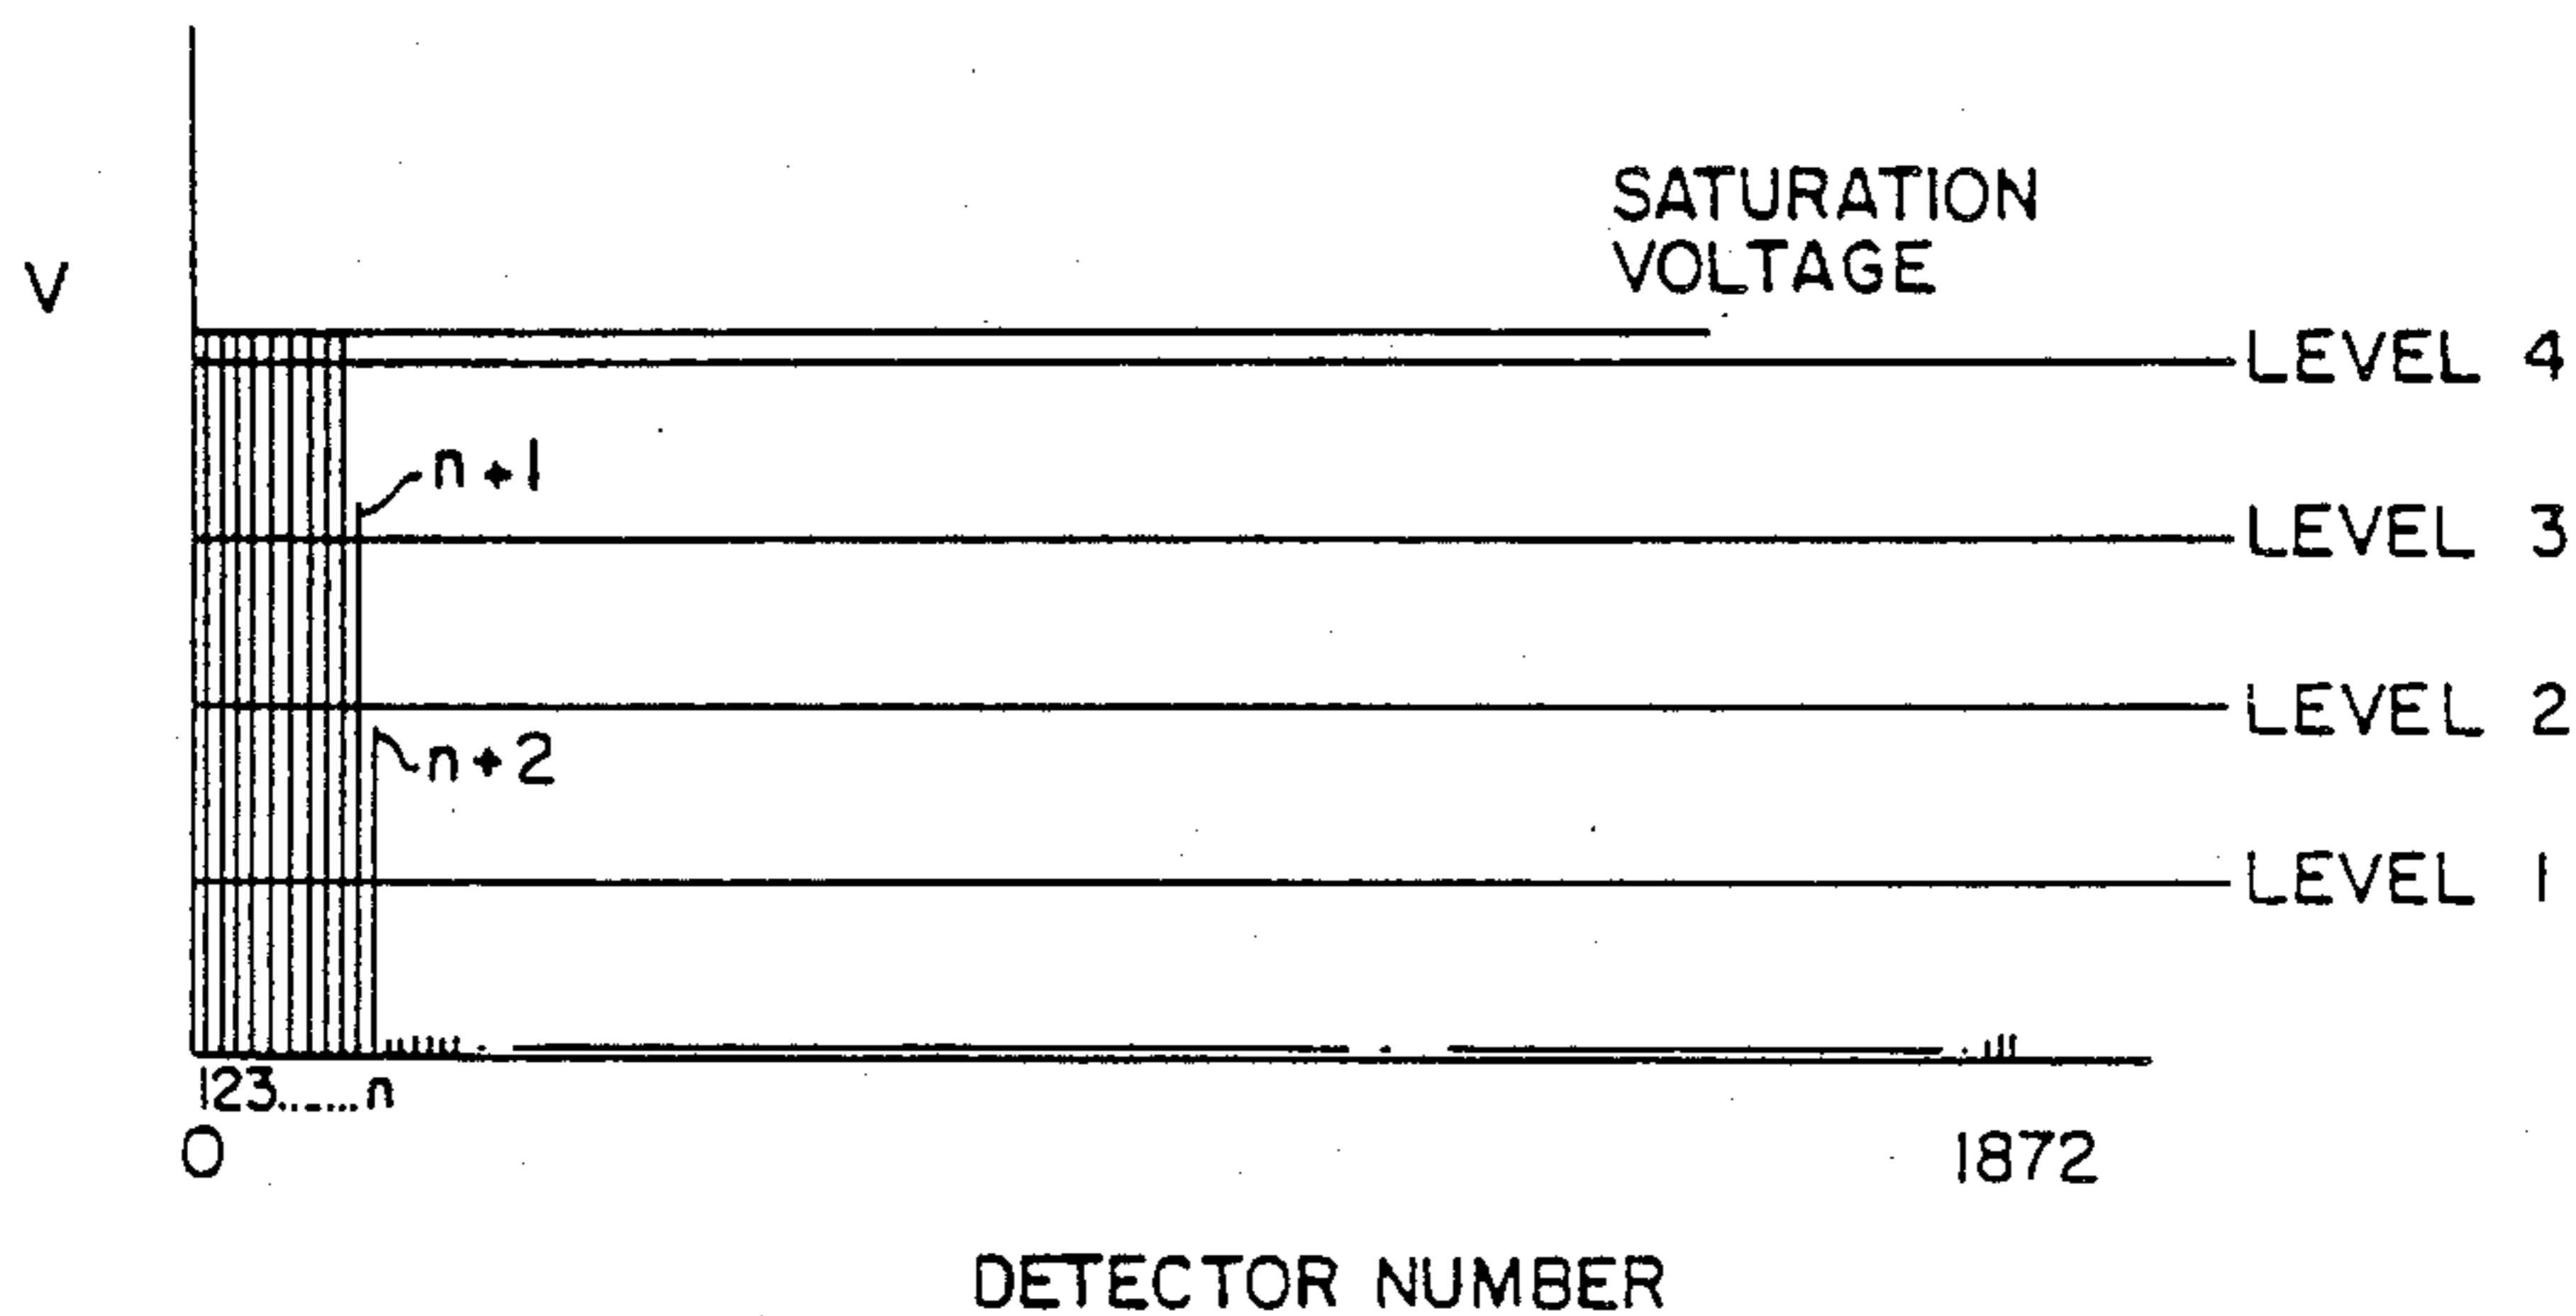 SATURATION
VOLTAGE
V
LEVEL 4
n+1
LEVEL 3
LEVEL 2
n+2
LEVEL 1
123.......n
0
1872
DETECTOR NUMBER